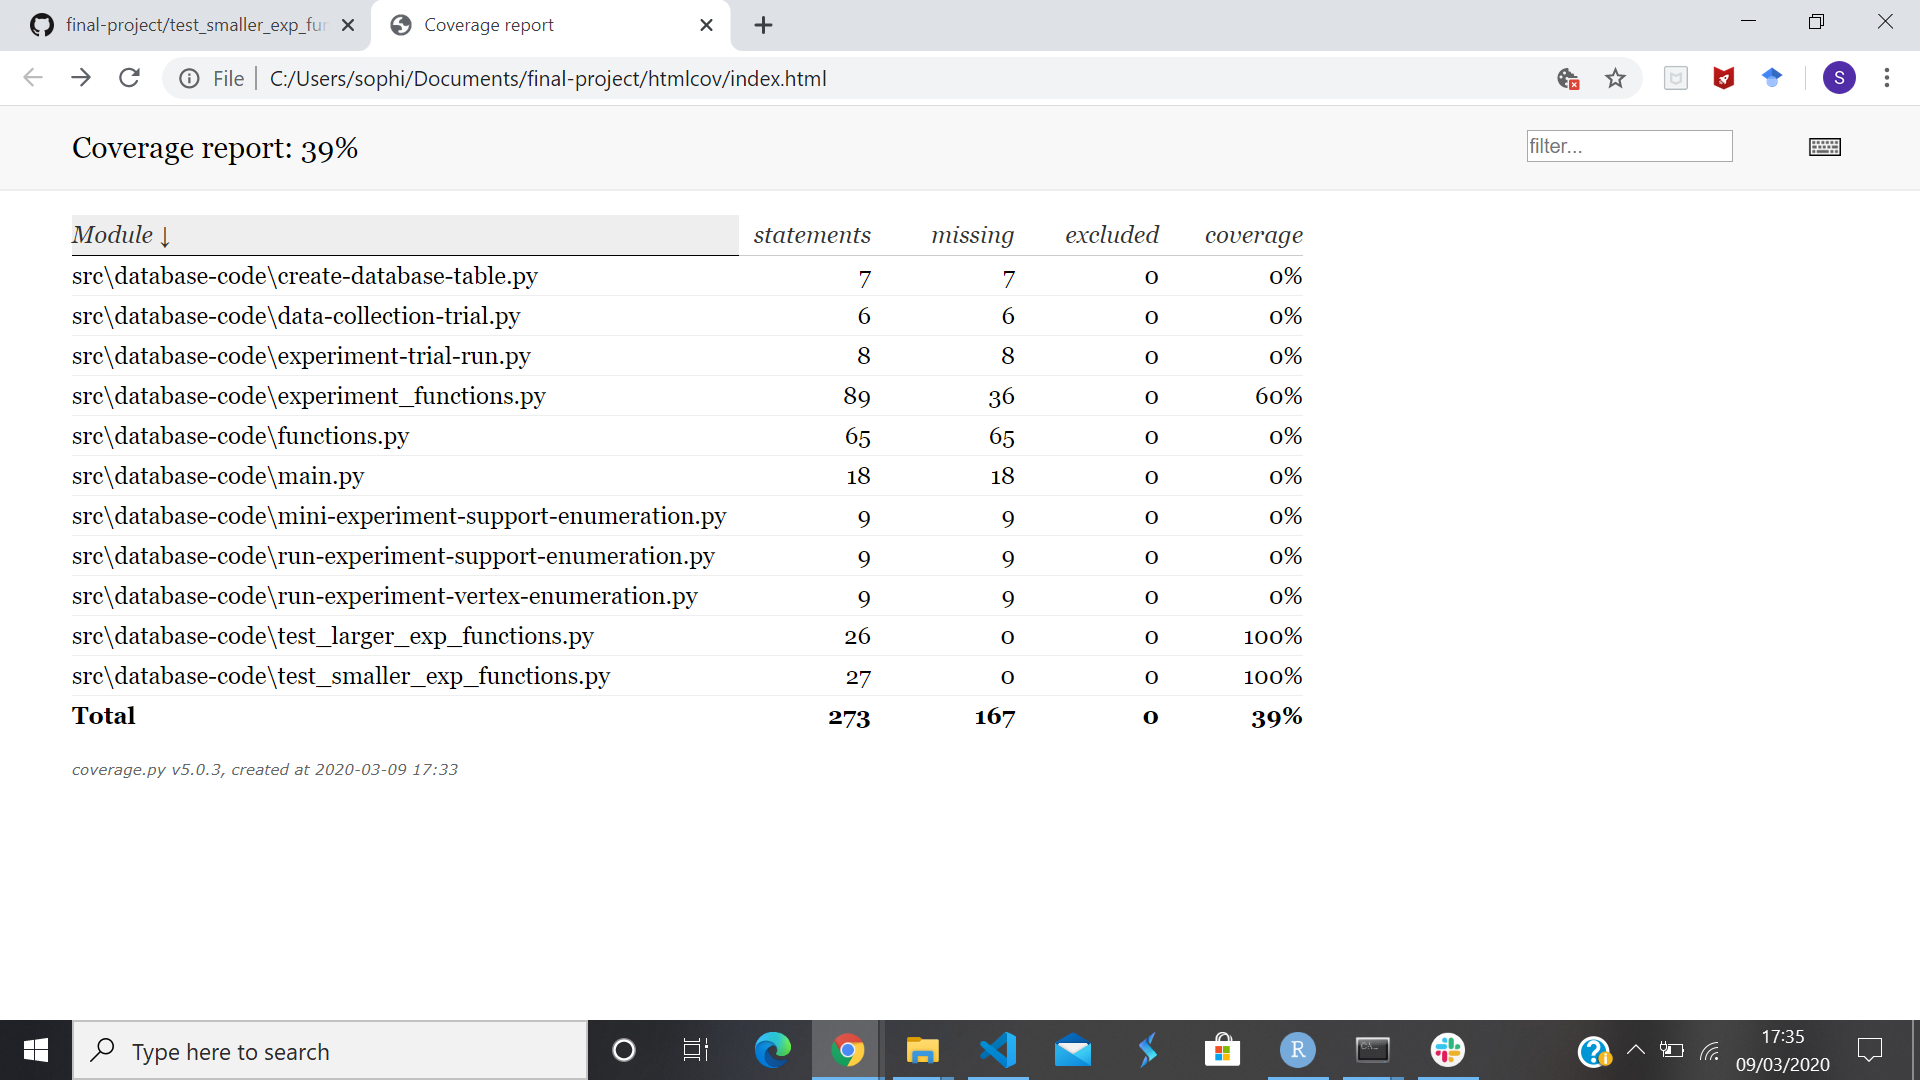 final-project/test_smaller_exp_fur
Coverage report
File C:/Users/sophi/Documents/final-project/htmlcov/index.html
S
Coverage report: 39%
filter...
Module ↓ statements missing excluded coverage
src\database-code\create-database-table.py 7 7 0 0%
src\database-code\data-collection-trial.py 6 6 0 0%
src\database-code\experiment-trial-run.py 8 8 0 0%
src\database-code\experiment_functions.py 89 36 0 60%
src\database-code\functions.py 65 65 0 0%
src\database-code\main.py 18 18 0 0%
src\database-code\mini-experiment-support-enumeration.py 9 9 0 0%
src\database-code\run-experiment-support-enumeration.py 9 9 0 0%
src\database-code\run-experiment-vertex-enumeration.py 9 9 0 0%
src\database-code\test_larger_exp_functions.py 26 0 0 100%
src\database-code\test_smaller_exp_functions.py 27 0 0 100%
Total 273 167 0 39%
coverage.py v5.0.3, created at 2020-03-09 17:33
Type here to search
R
17:35
09/03/2020